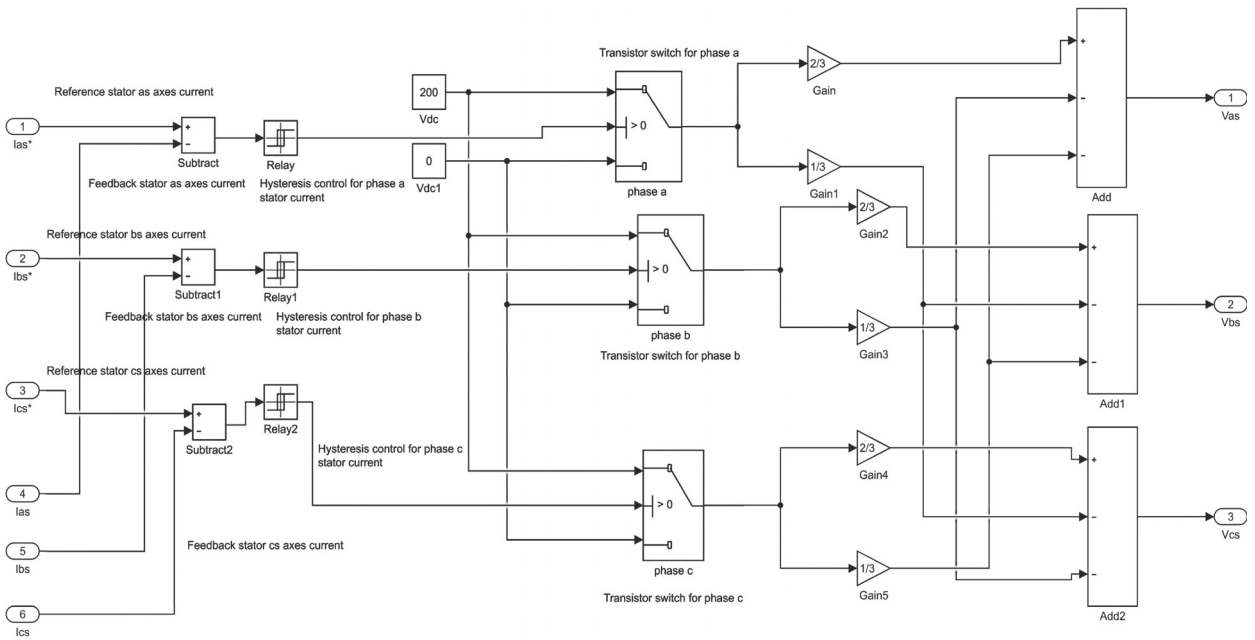 Transistor switch for phase a
200
Vdc
2/3
Gain
+
-
-
Add
1
Vas
Reference stator as axes current
1
Ias*
+
-
Subtract
Relay
> 0
phase a
0
Vdc1
1/3
Gain1
Feedback stator as axes current
Hysteresis control for phase a
stator current
2/3
Gain2
Reference stator bs axes current
2
Ibs*
+
-
Subtract1
Relay1
> 0
phase b
Transistor switch for phase b
+
-
-
Add1
2
Vbs
Feedback stator bs axes current
Hysteresis control for phase b
stator current
1/3
Gain3
Reference stator cs axes current
3
Ics*
+
-
Subtract2
Relay2
Hysteresis control for phase c
stator current
2/3
Gain4
+
-
-
Add2
3
Vcs
4
Ias
> 0
phase c
Transistor switch for phase c
5
Ibs
Feedback stator cs axes current
1/3
Gain5
6
Ics